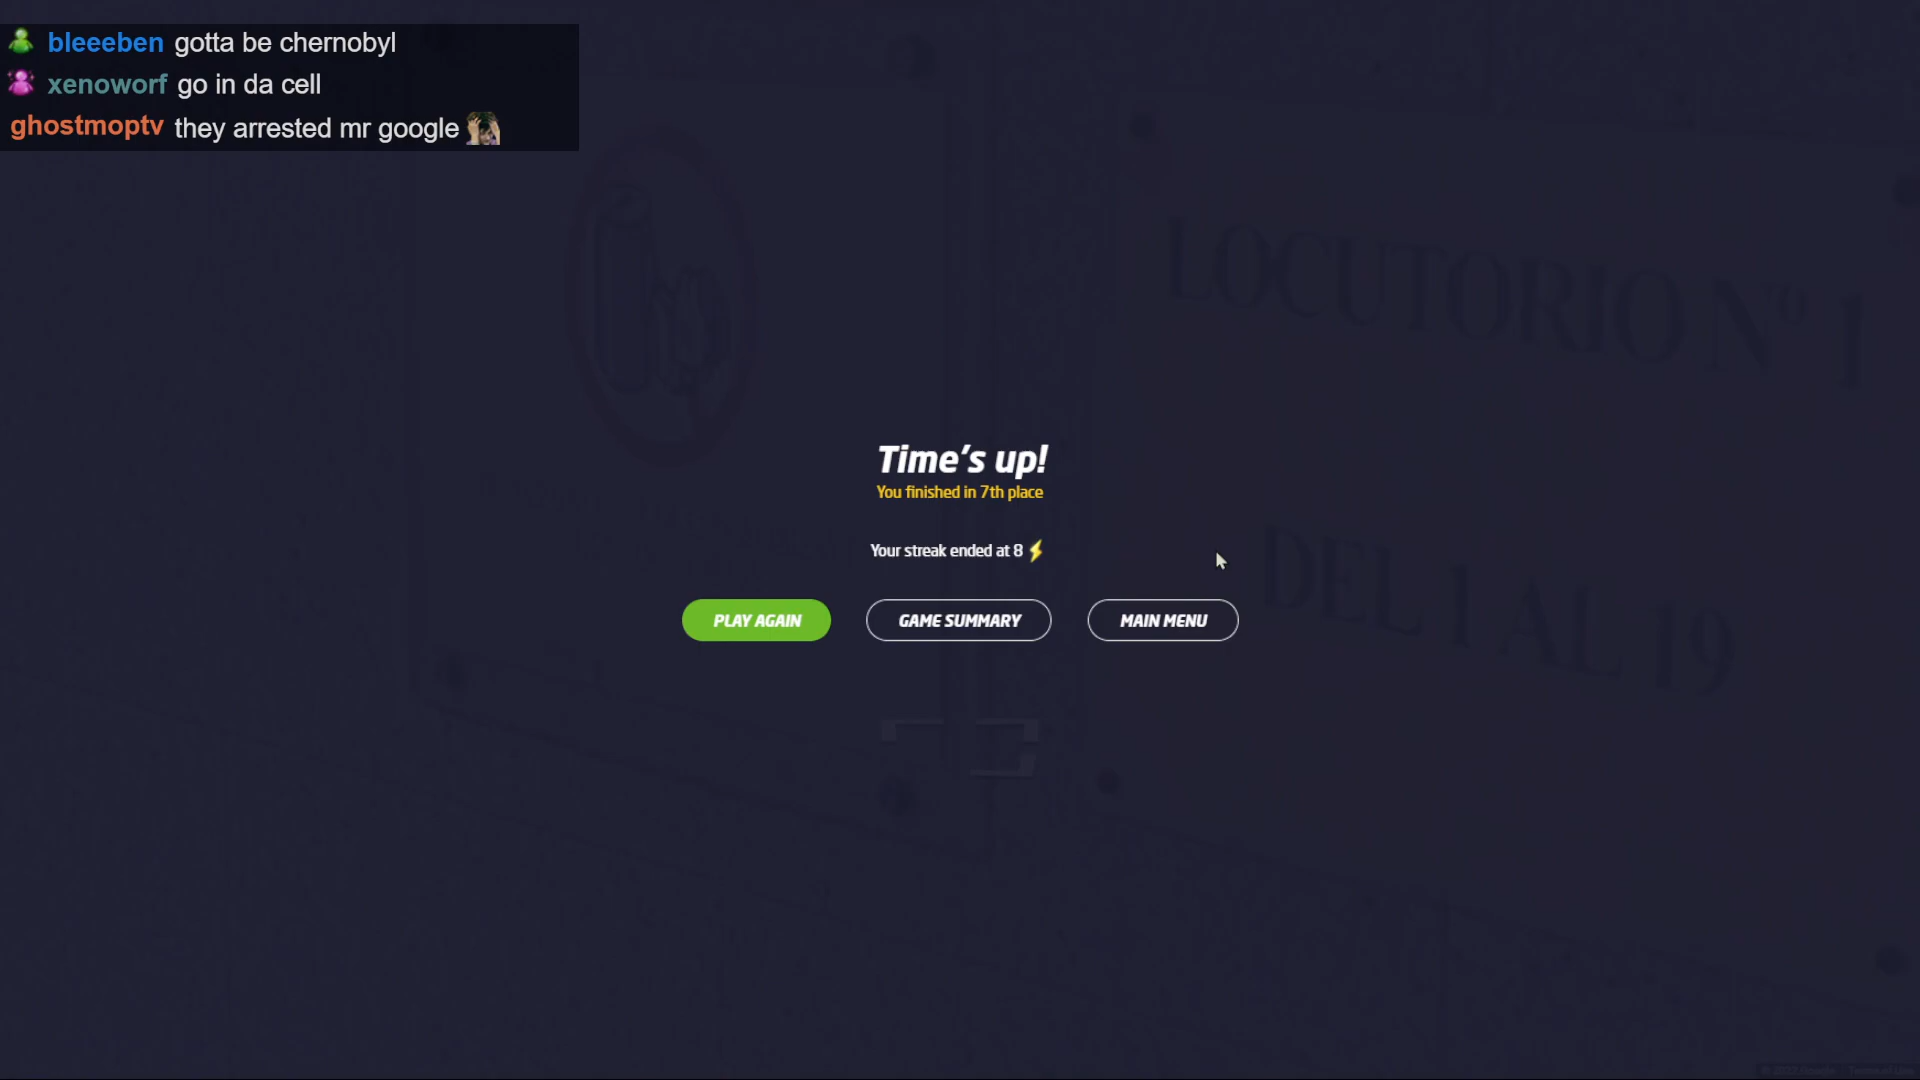 bleeeben gotta be chernobyl
xenoworf go in da cell
ghostmoptv they arrested mr google
LOCUTORIO Nº 1
DEL 1 AL 19
Time's up!
You finished in 7th place
Your streak ended at 8
PLAY AGAIN
GAME SUMMARY
MAIN MENU